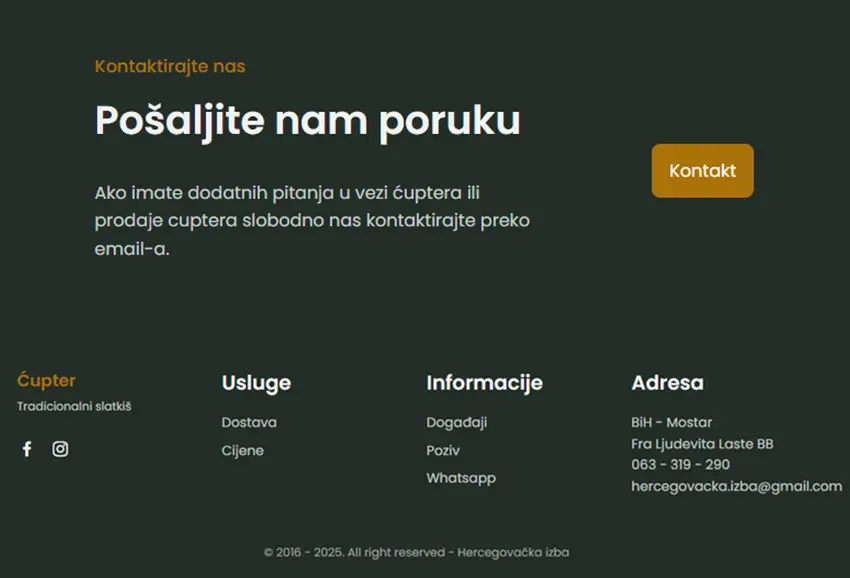 Kontaktirajte nas
Pošaljite nam poruku
Ako imate dodatnih pitanja u vezi ćuptera ili
prodaje cuptera slobodno nas kontaktirajte preko
email-a.
Kontakt
Ćupter
Tradicionalni slatkiš
Usluge
Dostava
Cijene
Informacije
Događaji
Poziv
Whatsapp
Adresa
BiH - Mostar
Fra Ljudevita Laste BB
063 - 319 - 290
hercegovacka.izba@gmail.com
© 2016 - 2025. All right reserved - Hercegovačka izba